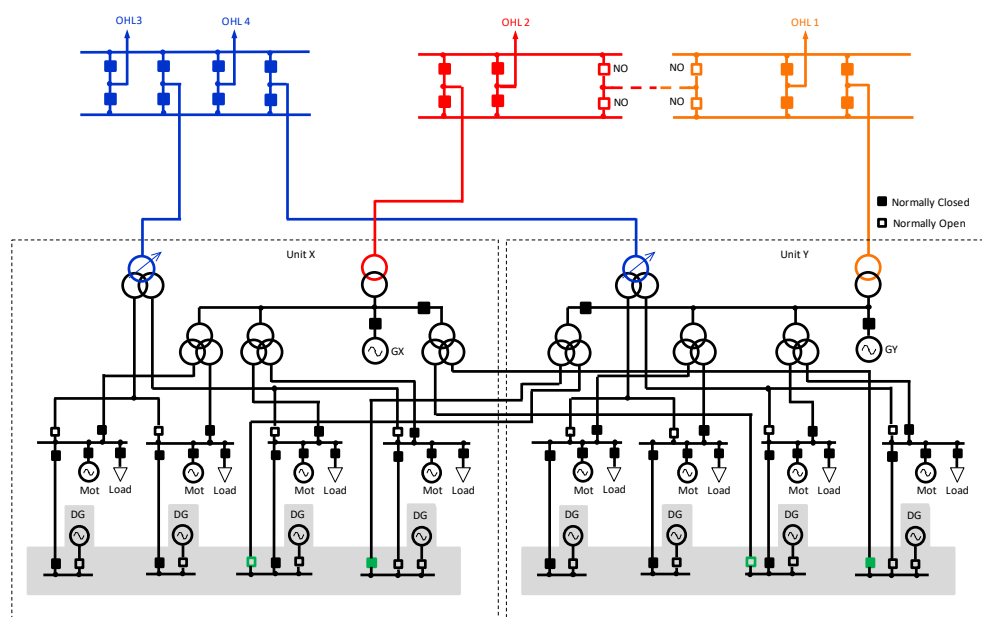 OHL3
OHL 4
OHL 2
OHL 1
NO
NO
NO
NO
Normally Closed
Normally Open
Unit X
Unit Y
GX
GY
Mot
Load
Mot
Load
Mot
Load
Mot
Load
Mot
Load
Mot
Load
Mot
Load
Mot
Load
DG
DG
DG
DG
DG
DG
DG
DG